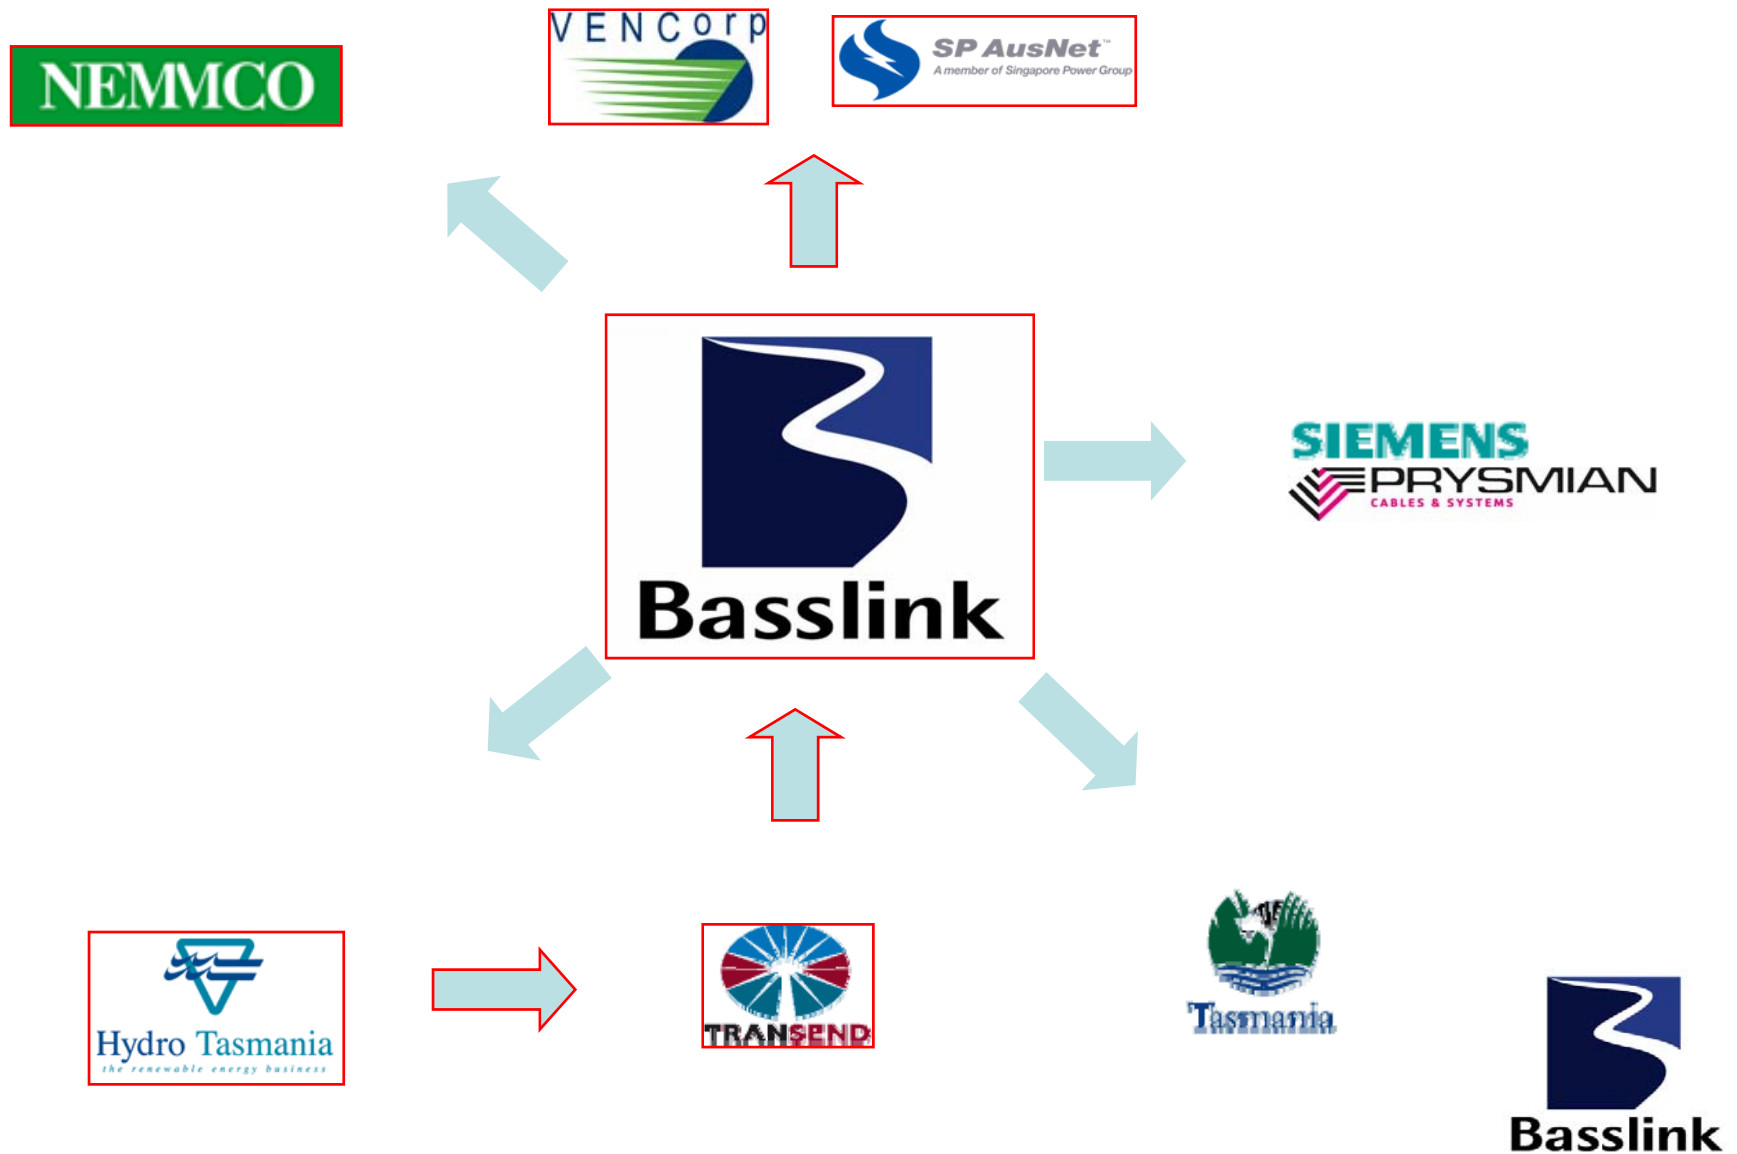 NEMMCO
VENCorp
SP AusNet™
A member of Singapore Power Group
SIEMENS
PRYSMIAN
CABLES & SYSTEMS
Basslink
Hydro Tasmania
the renewable energy business
TRANSEND
Tasmania
Basslink